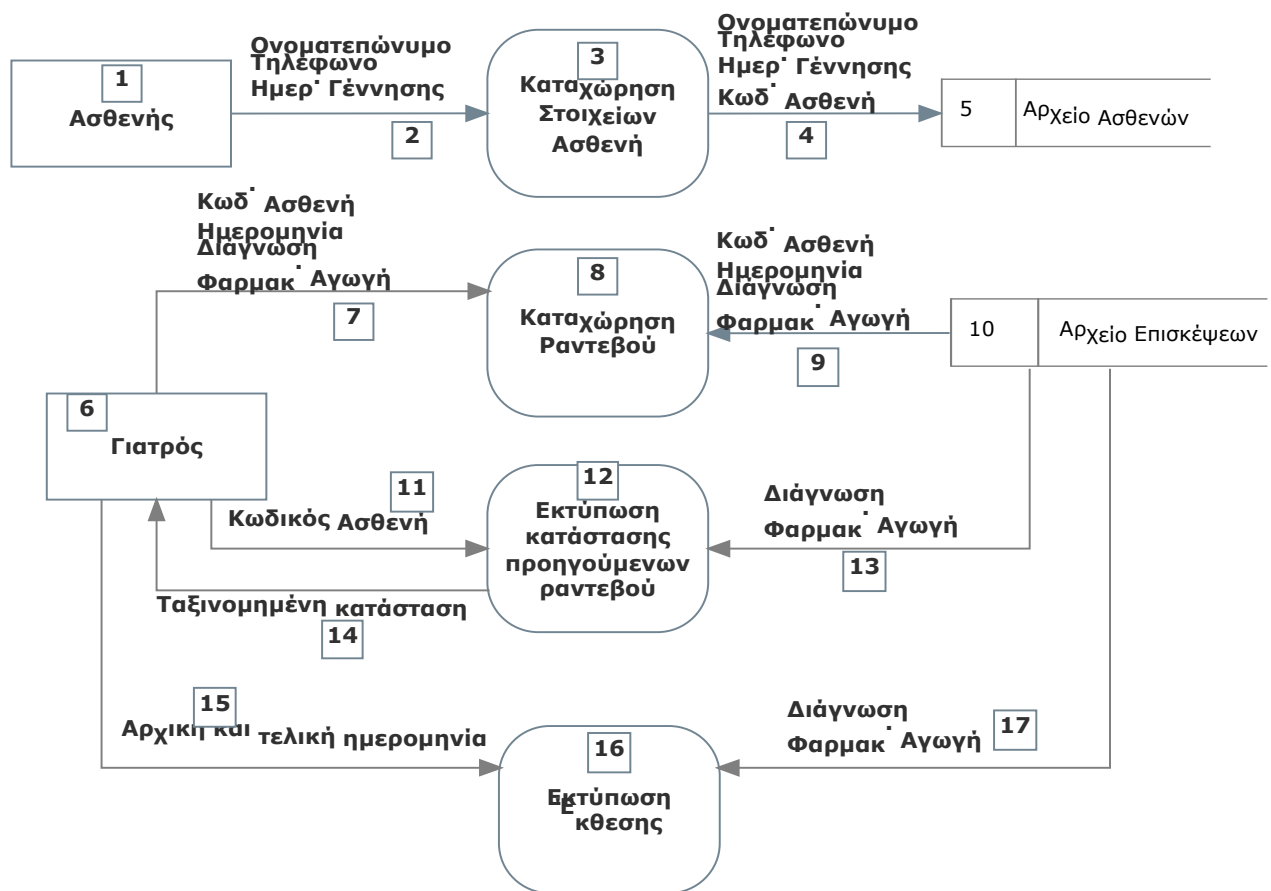 1
Ασθενής
Ονοματεπώνυμο
Τηλέφωνο
Ημερ˙ Γέννησης
2
3
Καταχώρηση
Στοιχείων
Ασθενή
Ονοματεπώνυμο
Τηλέφωνο
Ημερ˙ Γέννησης
Κωδ˙ Ασθενή
4
5
Αρχείο Ασθενών
Κωδ˙ Ασθενή
Ημερομηνία
Διάγνωση
Φαρμακ˙ Αγωγή
7
8
Καταχώρηση
Ραντεβού
Κωδ˙ Ασθενή
Ημερομηνία
Διάγνωση
Φαρμακ˙ Αγωγή
9
10
Αρχείο Επισκέψεων
6
Γιατρός
11
Κωδικός Ασθενή
12
Εκτύπωση
κατάστασης
προηγούμενων
ραντεβού
Διάγνωση
Φαρμακ˙ Αγωγή
13
Ταξινομημένη κατάσταση
14
15
Αρχική και τελική ημερομηνία
16
Εκτύπωση
Έκθεσης
Διάγνωση
Φαρμακ˙ Αγωγή
17